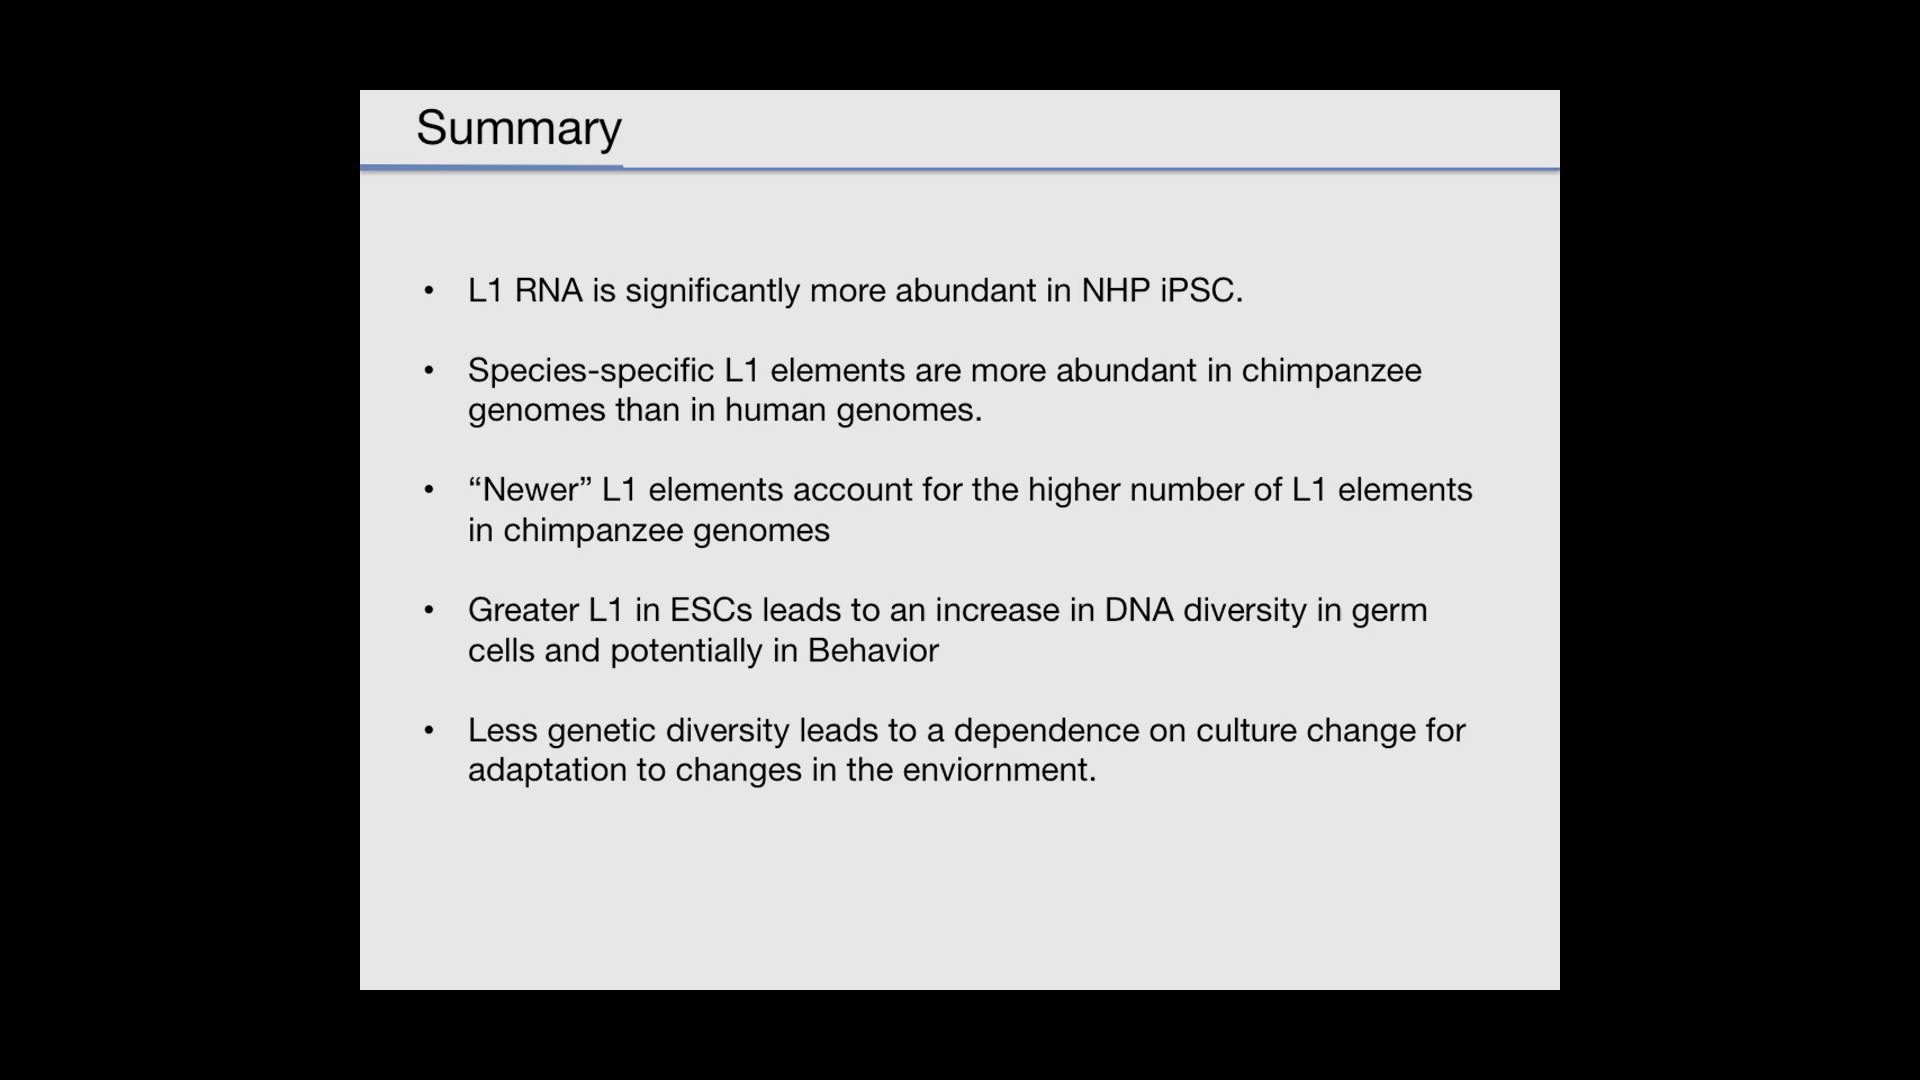 Summary
• L1 RNA is significantly more abundant in NHP iPSC.
• Species-specific L1 elements are more abundant in chimpanzee
genomes than in human genomes.
• “Newer” L1 elements account for the higher number of L1 elements
in chimpanzee genomes
• Greater L1 in ESCs leads to an increase in DNA diversity in germ
cells and potentially in Behavior
• Less genetic diversity leads to a dependence on culture change for
adaptation to changes in the enviornment.